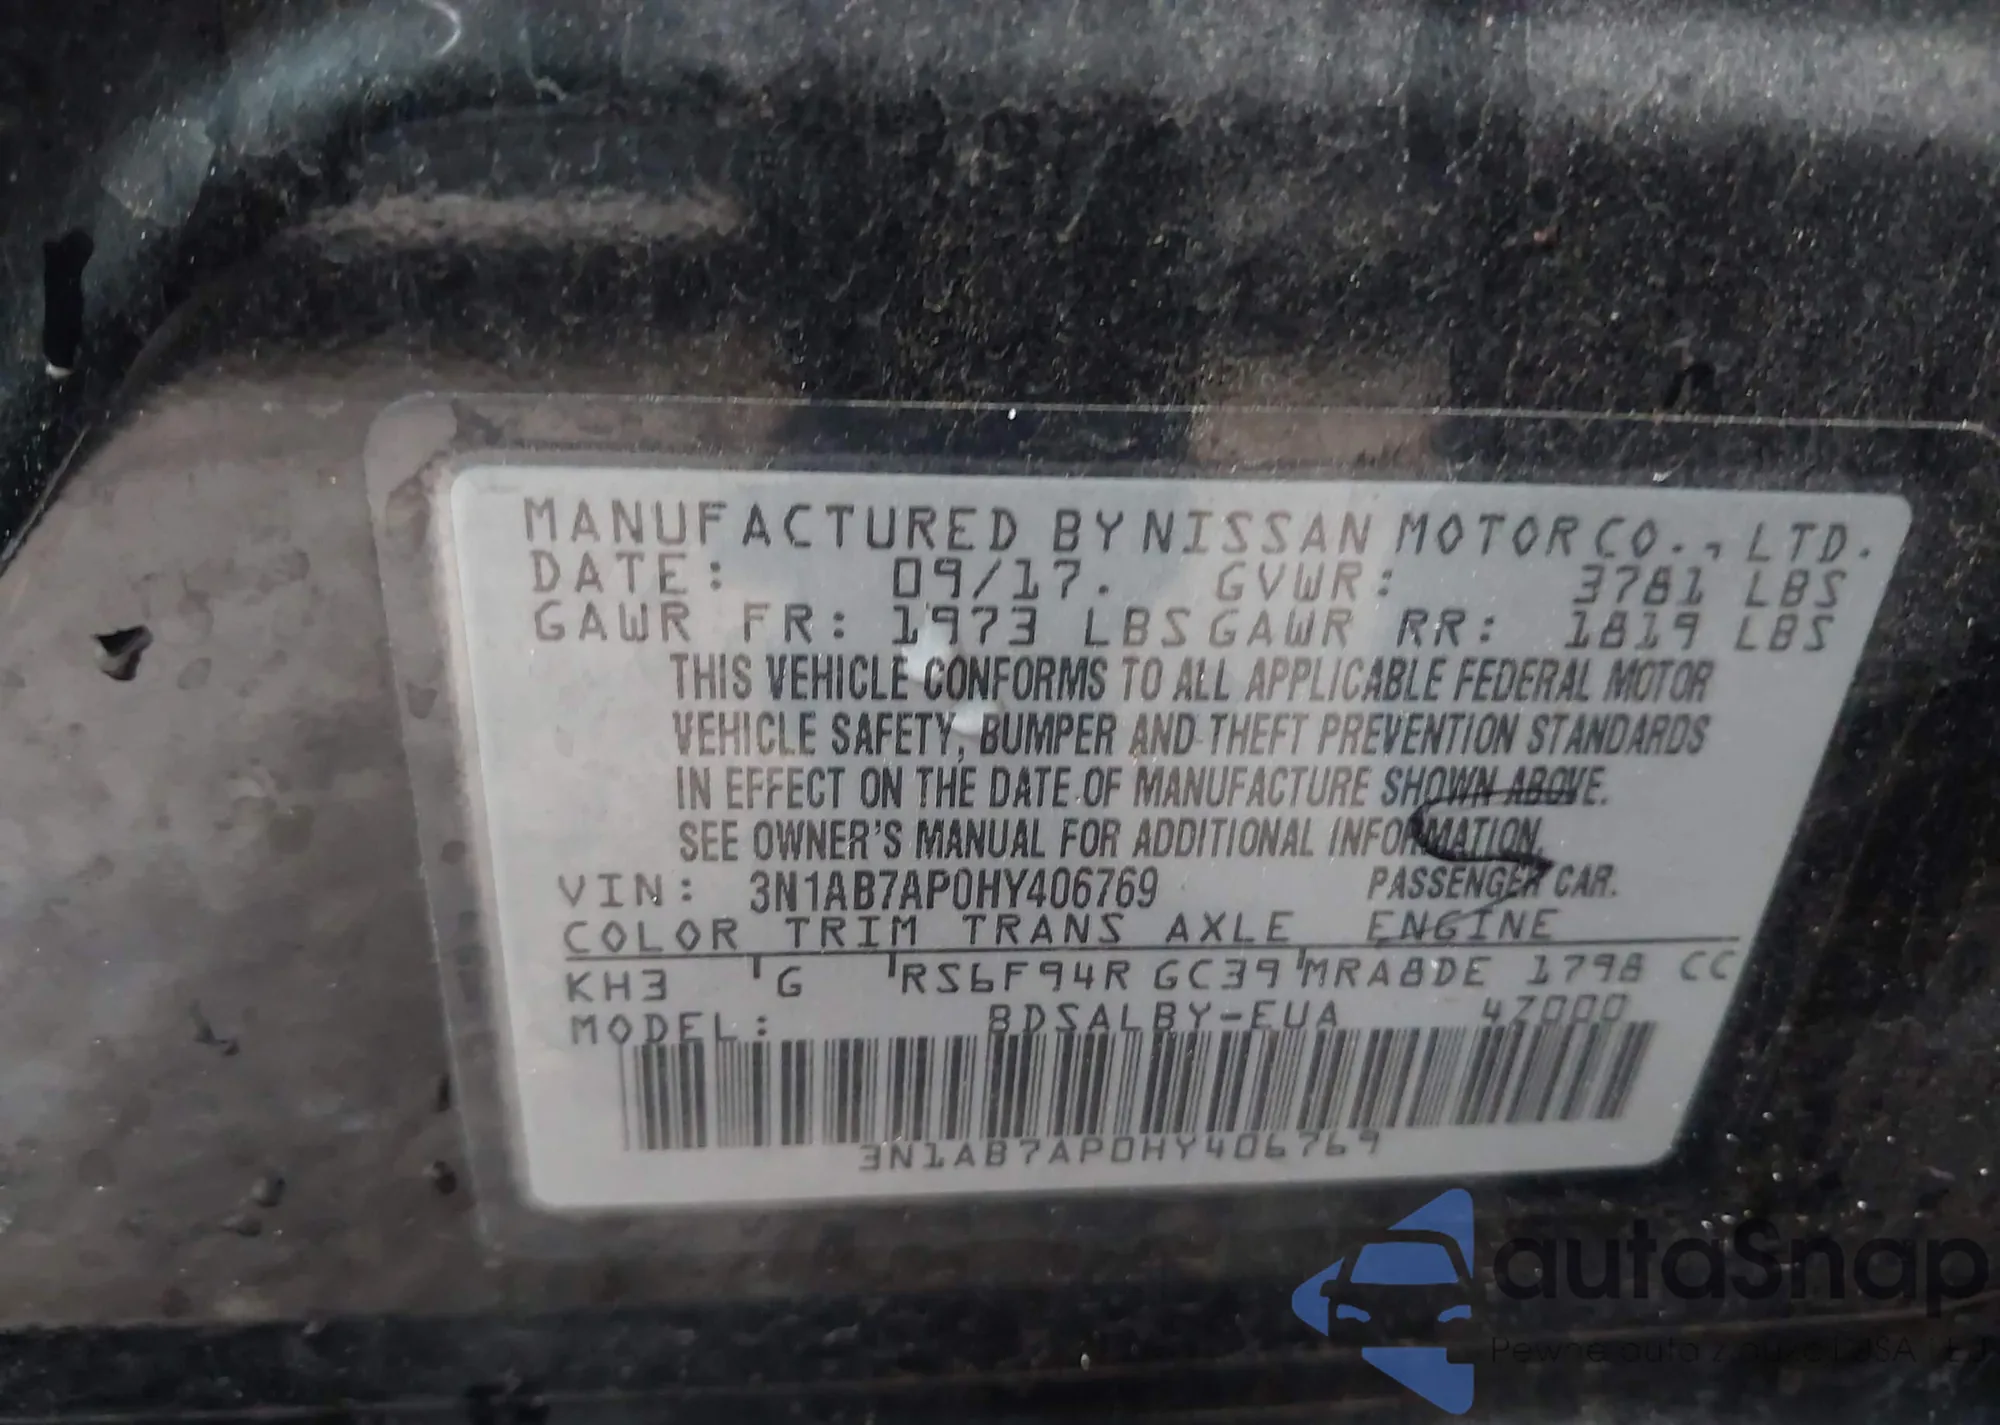 MANUFACTURED BY NISSAN MOTOR CO., LTD.
DATE: 09/17. GVWR: 3781 LBS
GAWR FR: 1973 LBS GAWR RR: 1819 LBS
THIS VEHICLE CONFORMS TO ALL APPLICABLE FEDERAL MOTOR
VEHICLE SAFETY, BUMPER AND THEFT PREVENTION STANDARDS
IN EFFECT ON THE DATE OF MANUFACTURE SHOWN ABOVE.
SEE OWNER'S MANUAL FOR ADDITIONAL INFORMATION.
VIN: 3N1AB7AP0HY406769 PASSENGER CAR.
COLOR TRIM TRANS AXLE ENGINE
KH3 G RS6F94R GC39 MRA8DE 1798 CC
MODEL: BDSALBY-EUA 47000
3N1AB7AP0HY406769
autaSnap
Pewne auta z